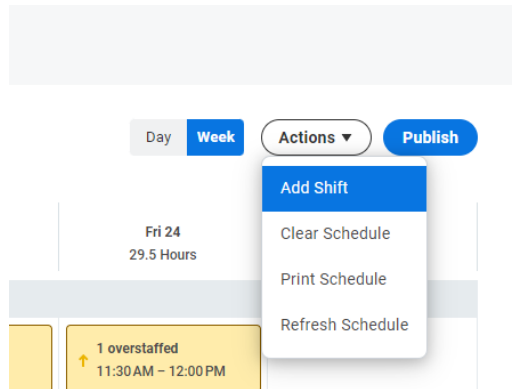 Day Week Actions ▼ Publish
Add Shift
Clear Schedule
Print Schedule
Refresh Schedule
Fri 24
29.5 Hours
1 overstaffed
11:30 AM – 12:00 PM